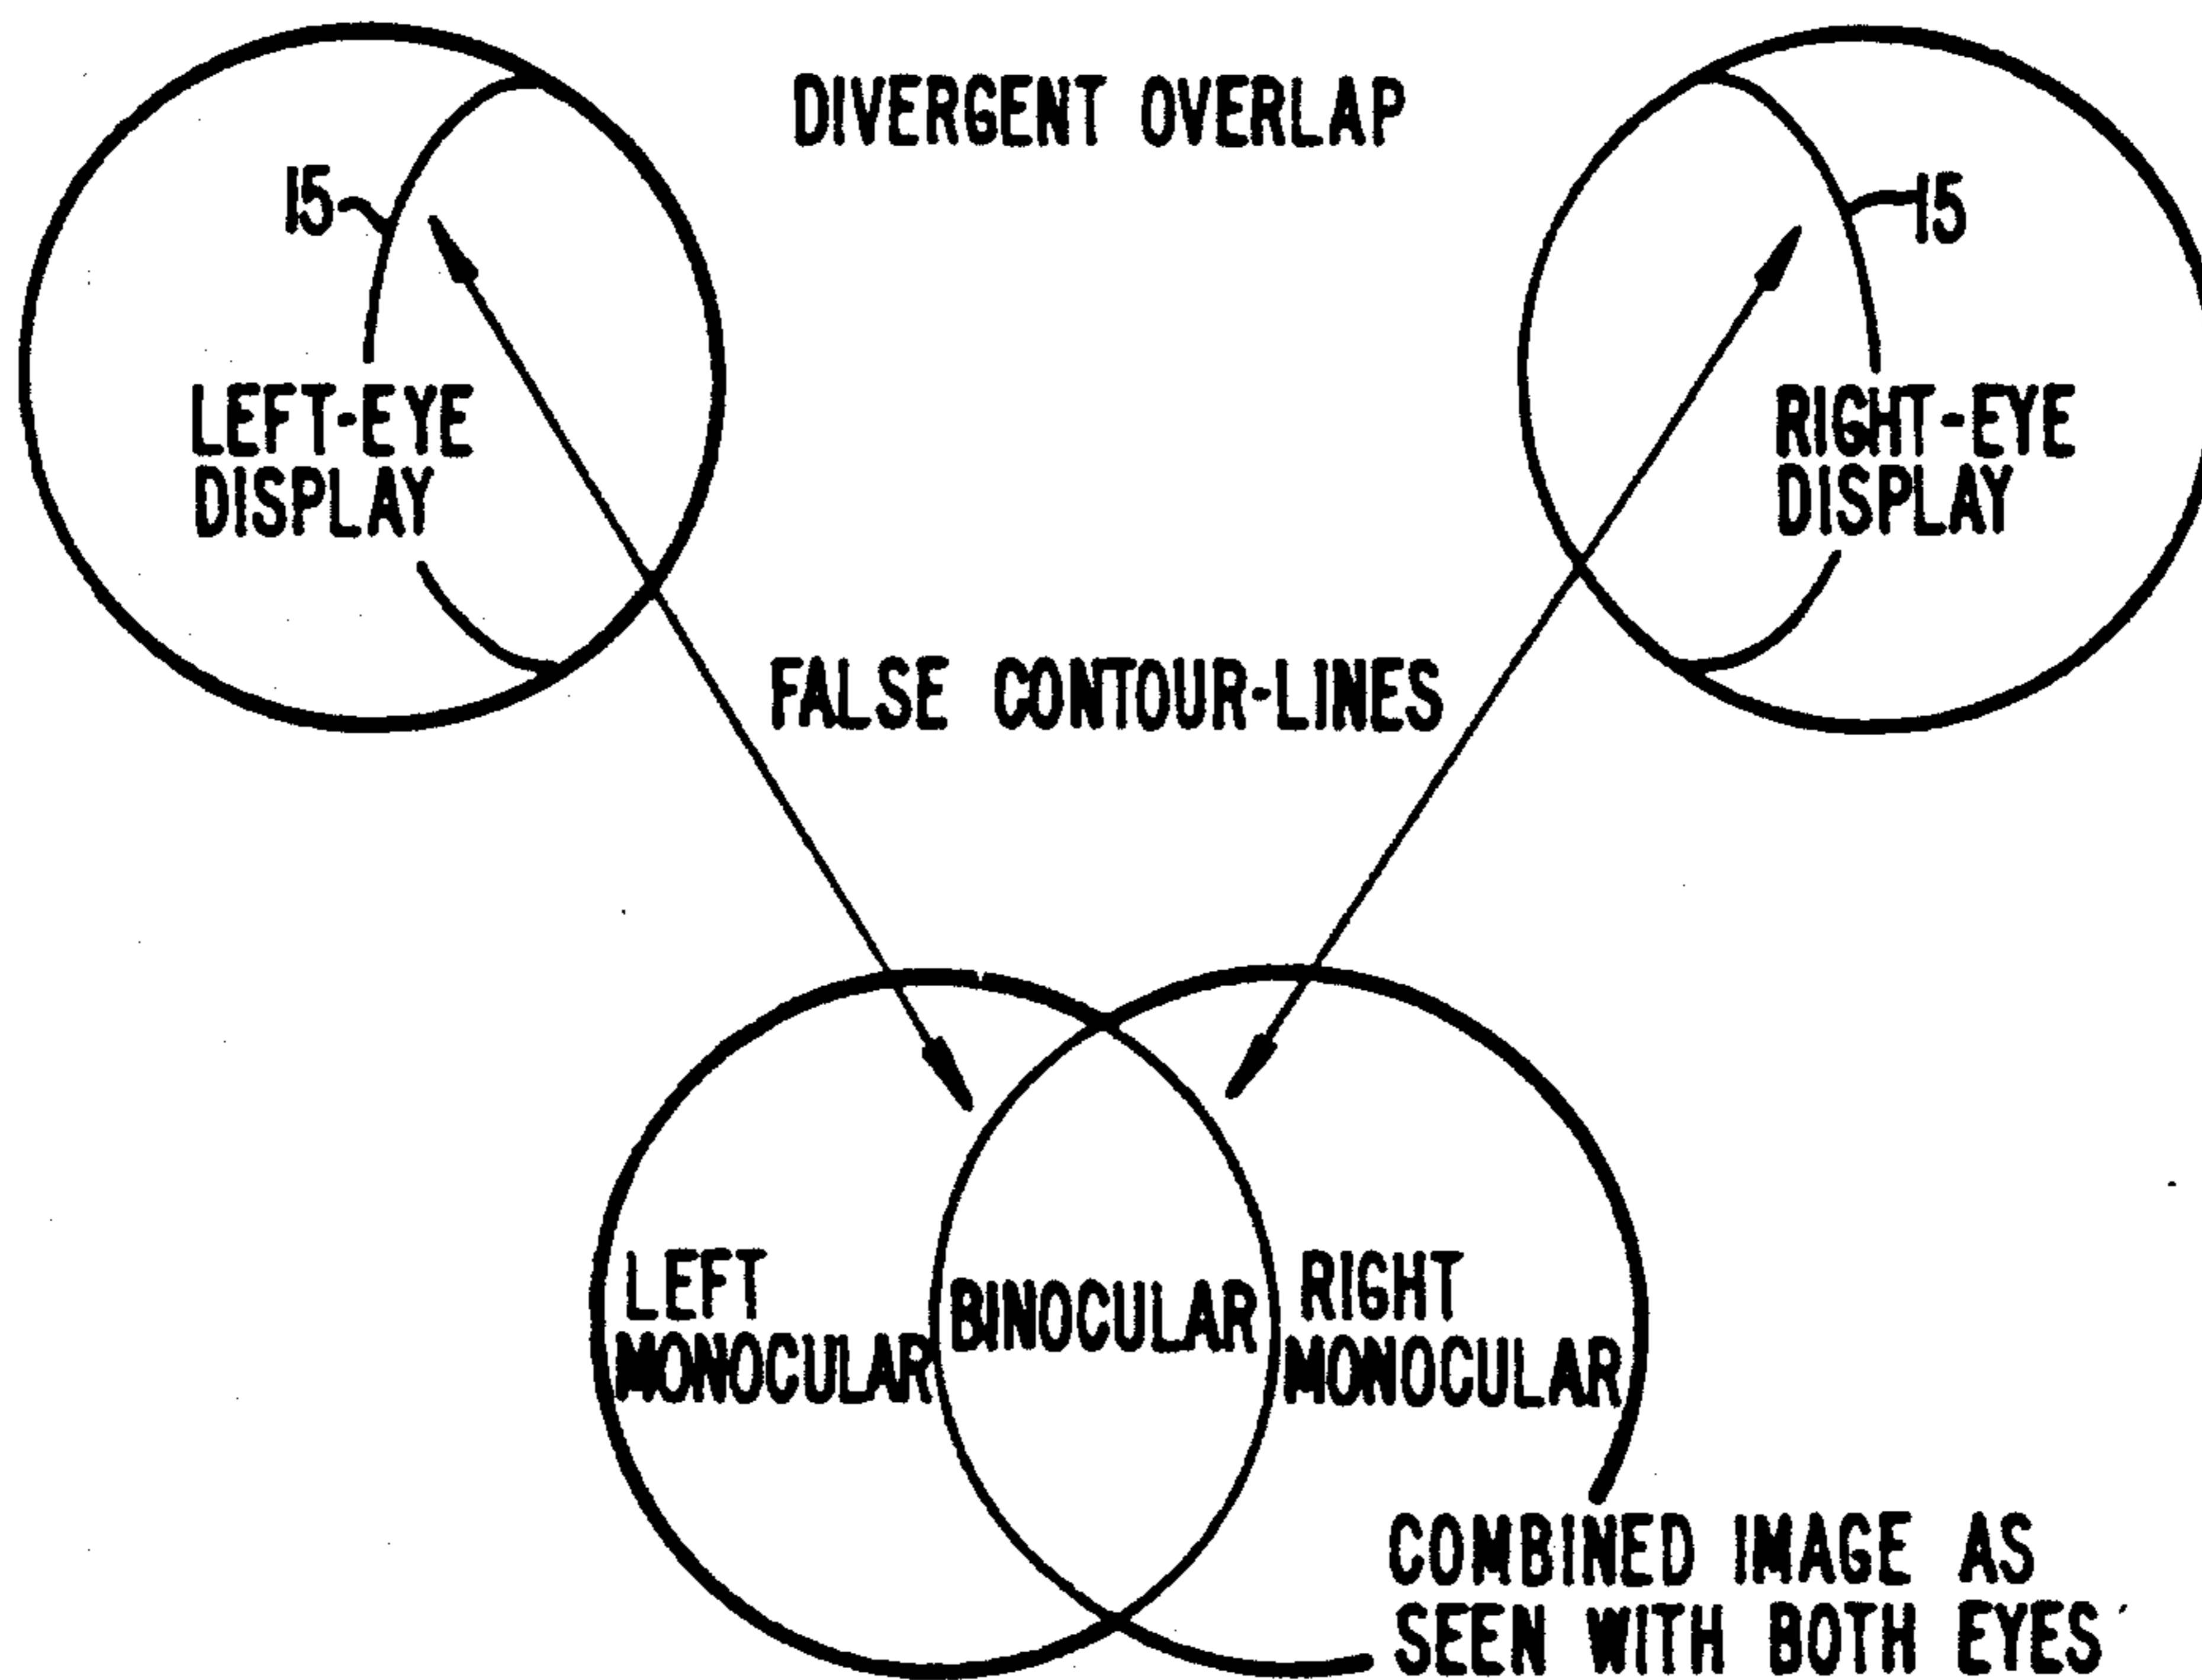 DIVERGENT OVERLAP
15
15
LEFT-EYE
DISPLAY
RIGHT-EYE
DISPLAY
FALSE CONTOUR-LINES
LEFT
MONOCULAR
BINOCULAR
RIGHT
MONOCULAR
COMBINED IMAGE AS
SEEN WITH BOTH EYES